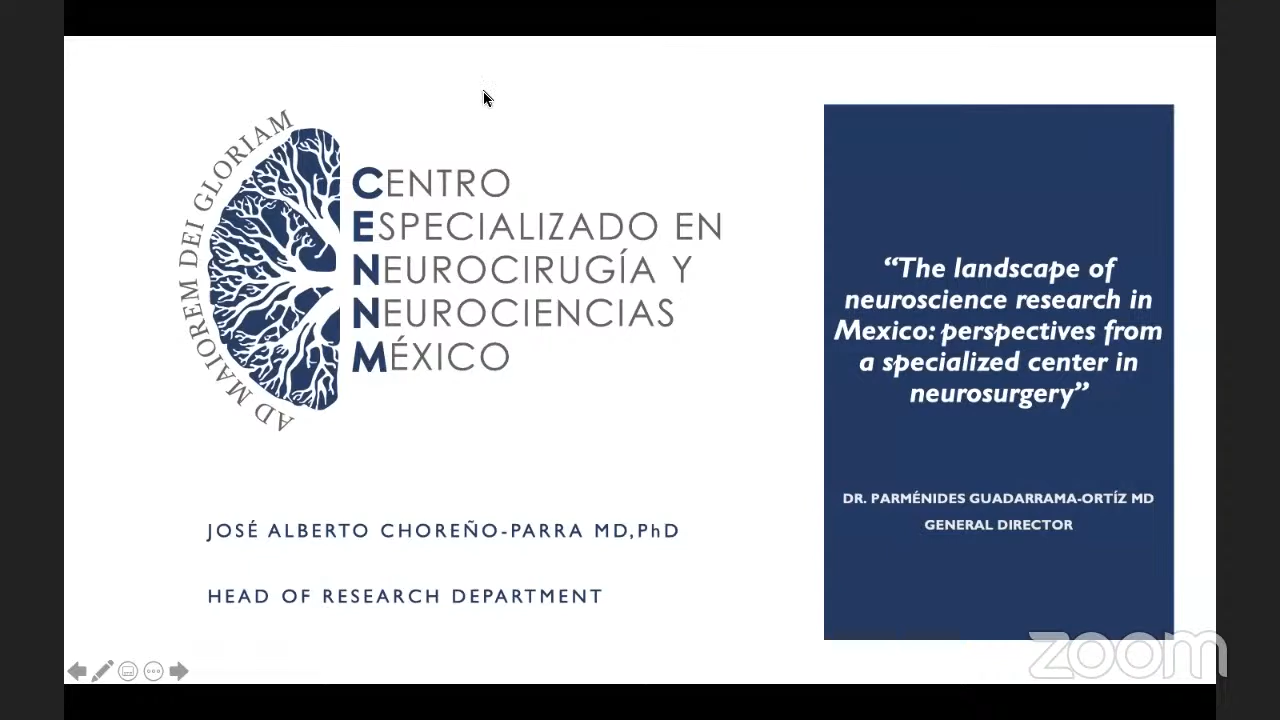 AD MAIOREM DEI GLORIAM
CENTRO
ESPECIALIZADO EN
NEUROCIRUGÍA Y
NEUROCIENCIAS
MÉXICO
“The landscape of
neuroscience research in
Mexico: perspectives from
a specialized center in
neurosurgery”
DR. PARMÉNIDES GUADARRAMA-ORTÍZ MD
GENERAL DIRECTOR
JOSÉ ALBERTO CHOREÑO-PARRA MD,PhD
HEAD OF RESEARCH DEPARTMENT
zoom